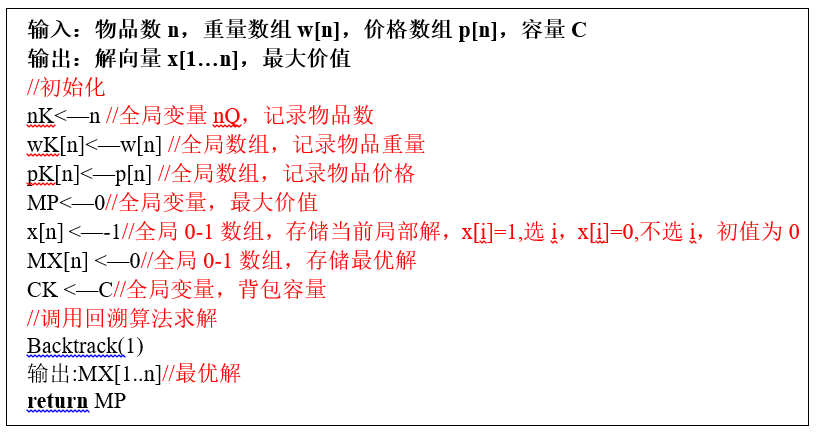 输入：物品数 n，重量数组 w[n]，价格数组 p[n]，容量 C
输出：解向量 x[1…n]，最大价值
//初始化
nK<—n //全局变量 nQ，记录物品数
wK[n]<—w[n] //全局数组，记录物品重量
pK[n]<—p[n] //全局数组，记录物品价格
MP<—0//全局变量，最大价值
x[n] <—-1//全局 0-1 数组，存储当前局部解，x[i]=1,选 i，x[i]=0,不选 i，初值为 0
MX[n] <—0//全局 0-1 数组，存储最优解
CK <—C//全局变量，背包容量
//调用回溯算法求解
Backtrack(1)
输出:MX[1..n]//最优解
return MP